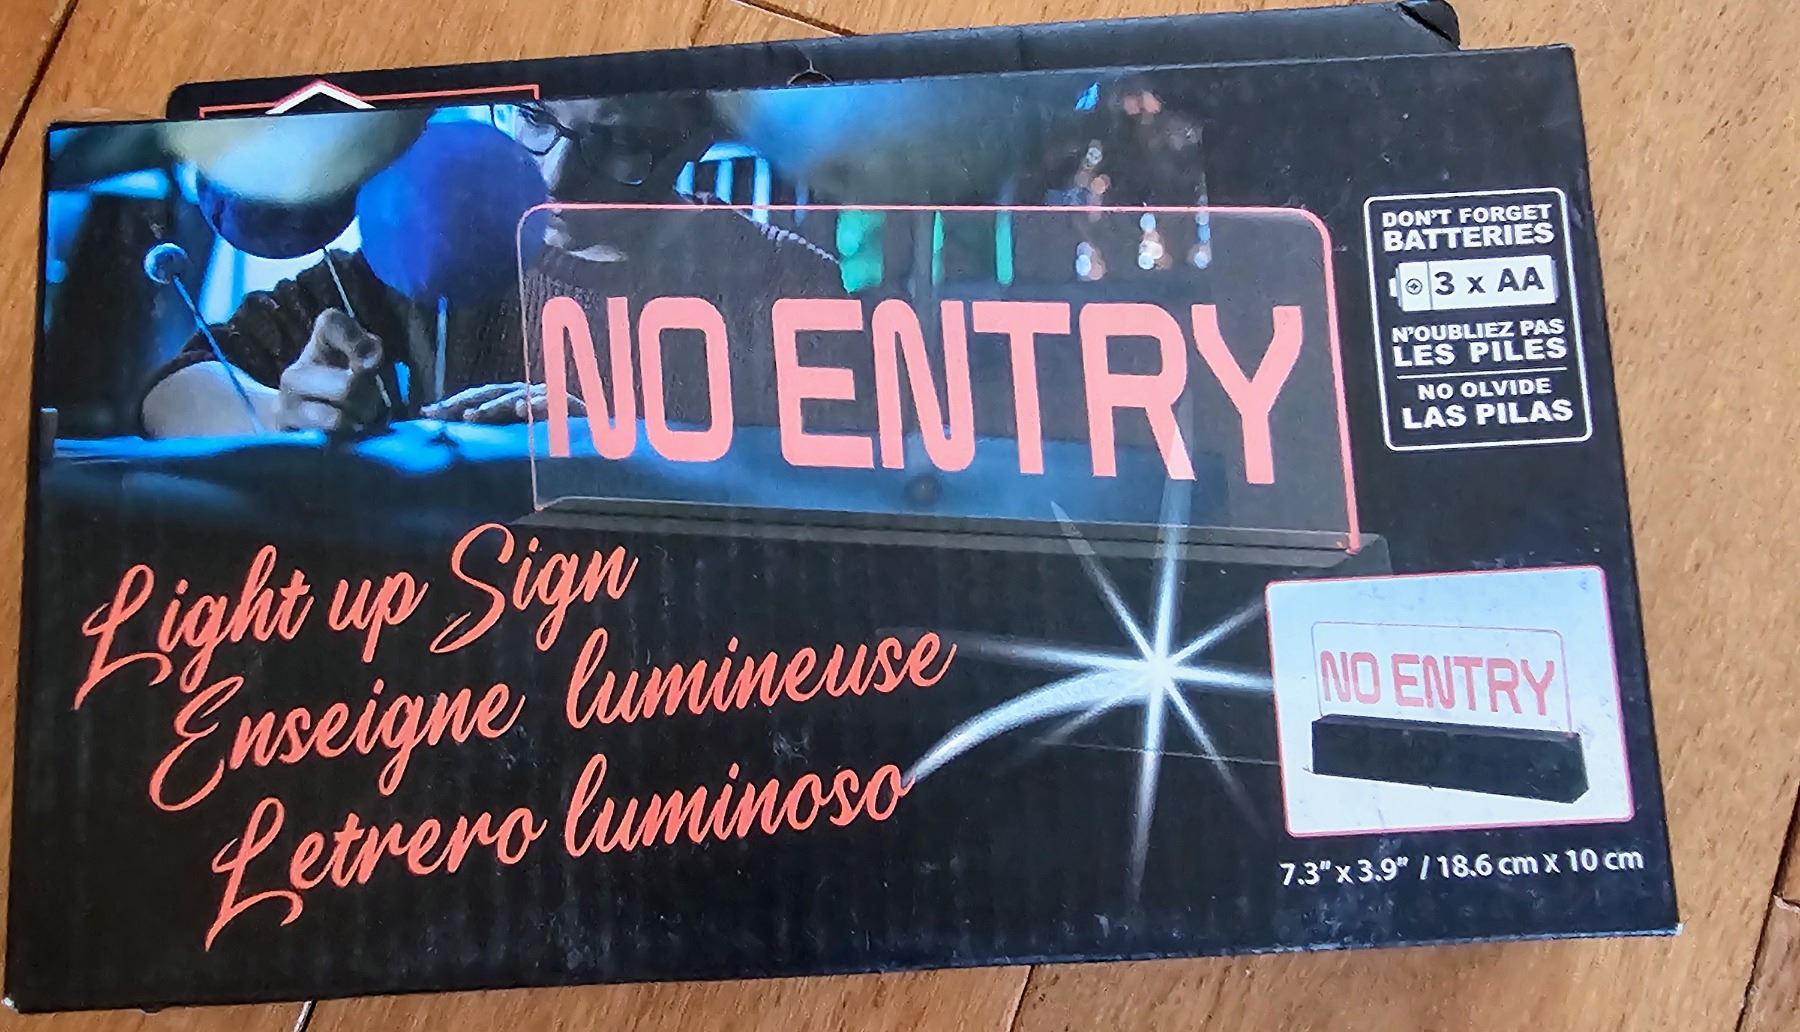 NO ENTRY
DON'T FORGET
BATTERIES
3 x AA
N'OUBLIEZ PAS
LES PILES
NO OLVIDE
LAS PILAS
Light up Sign
Enseigne lumineuse
Letrero luminoso
NO ENTRY
7.3" x 3.9" / 18.6 cm x 10 cm